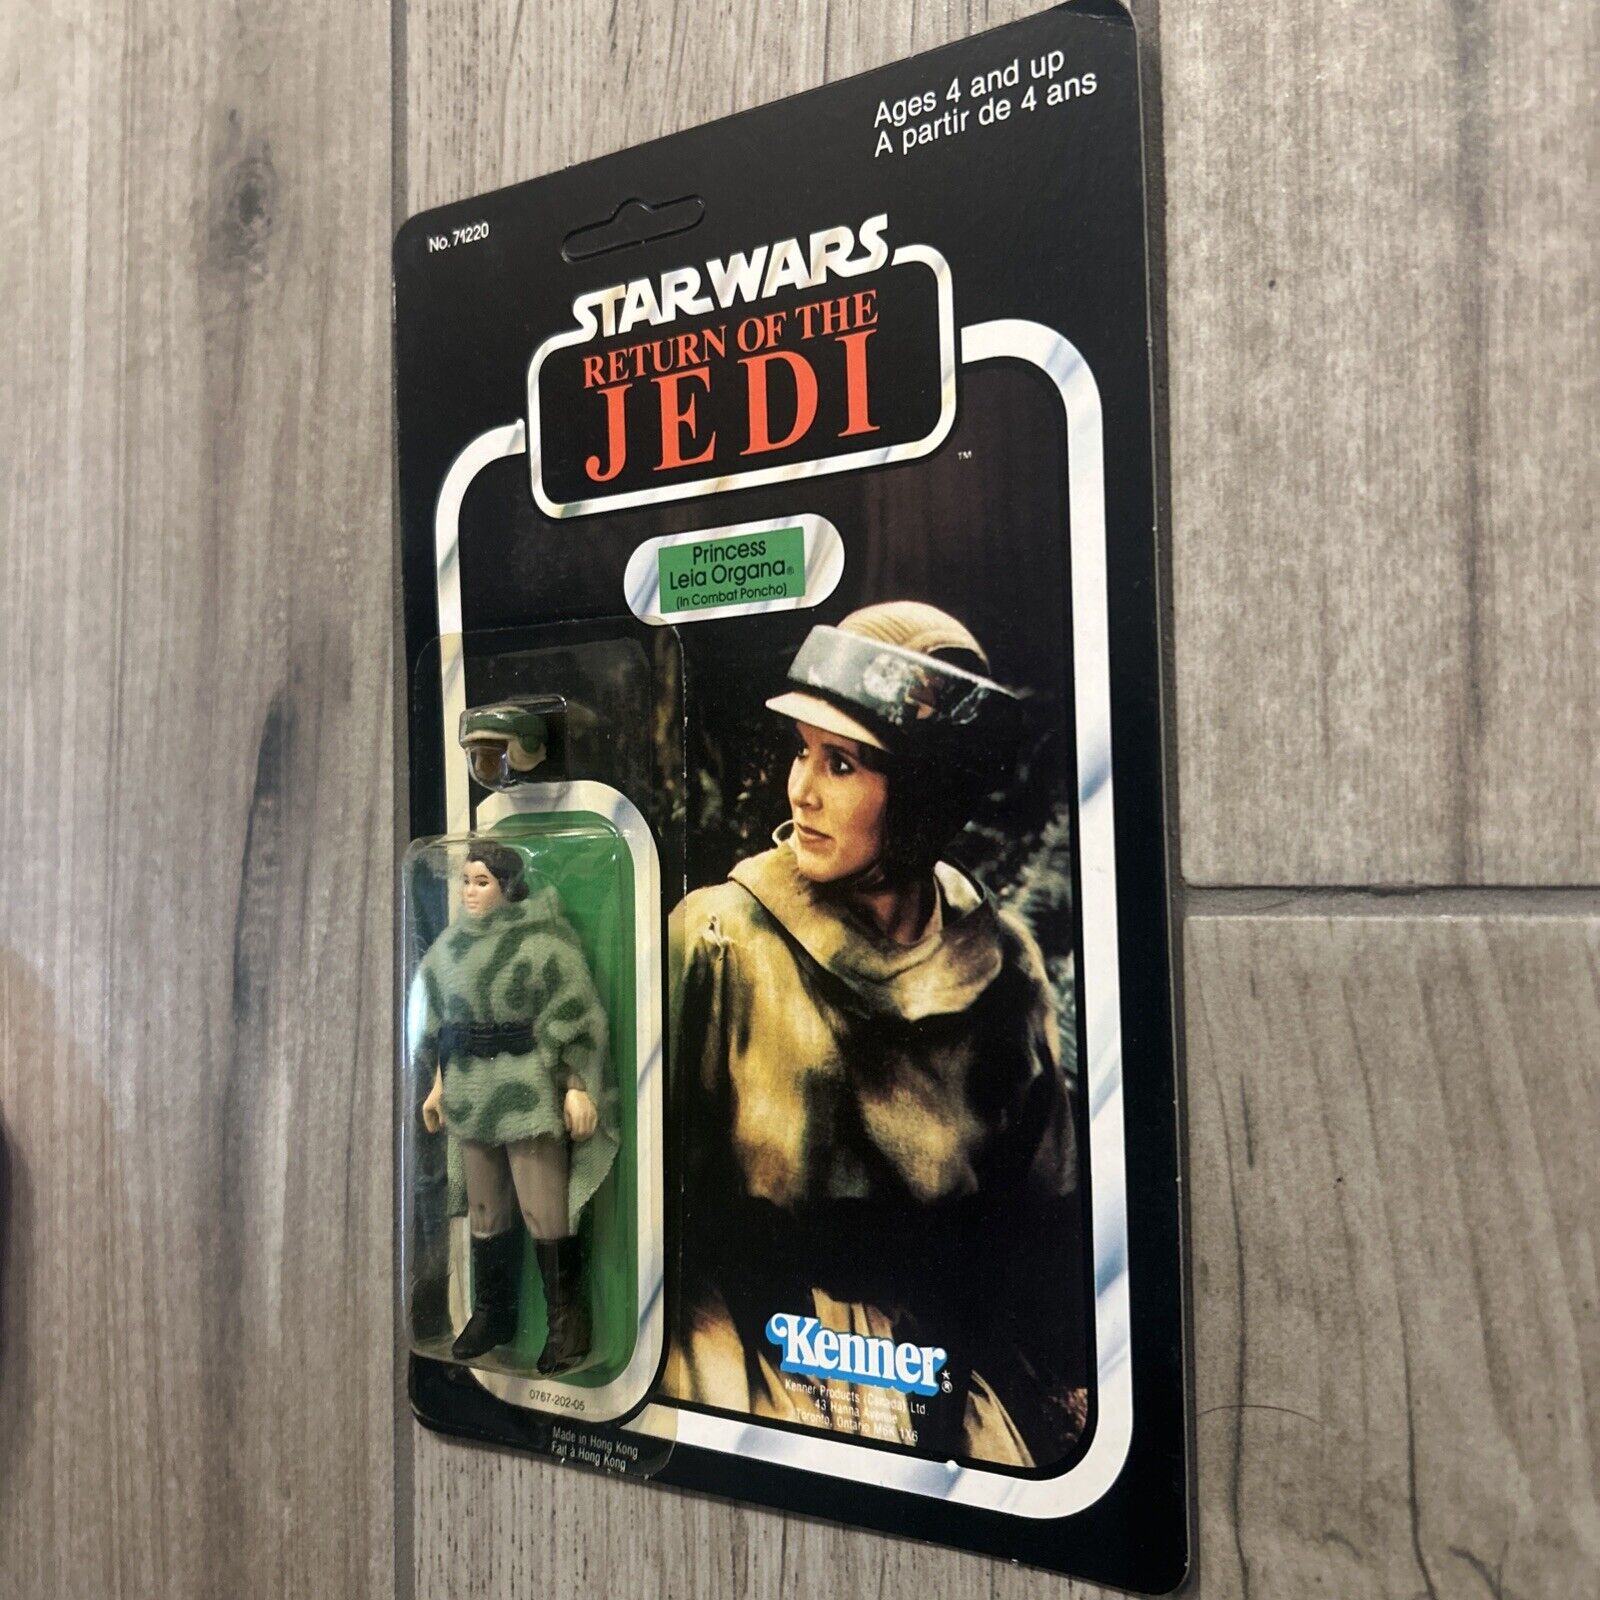 Ages 4 and up
A partir de 4 ans
No. 71220
STAR WARS
RETURN OF THE
JEDI
TM
Princess
Leia Organa®
(In Combat Poncho)
Kenner®
Kenner Products (Canada) Ltd.
43 Hanna Avenue
Toronto, Ontario M6K 1X6
0767-202-05
Made in Hong Kong
Fait à Hong Kong